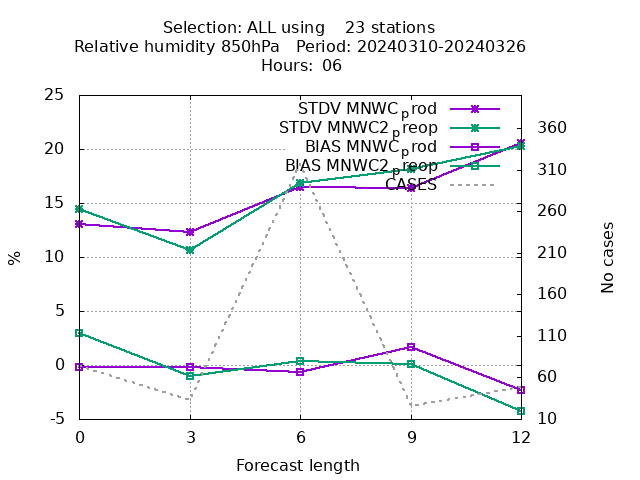 Selection: ALL using    23 stations
Relative humidity 850hPa   Period: 20240310-20240326
Hours: 06
STDV MNWC_prod
STDV MNWC2_preop
BIAS MNWC_prod
BIAS MNWC2_preop
CASES
25
20
15
10
5
0
-5
%
360
310
260
210
160
110
60
10
No cases
0 3 6 9 12
Forecast length